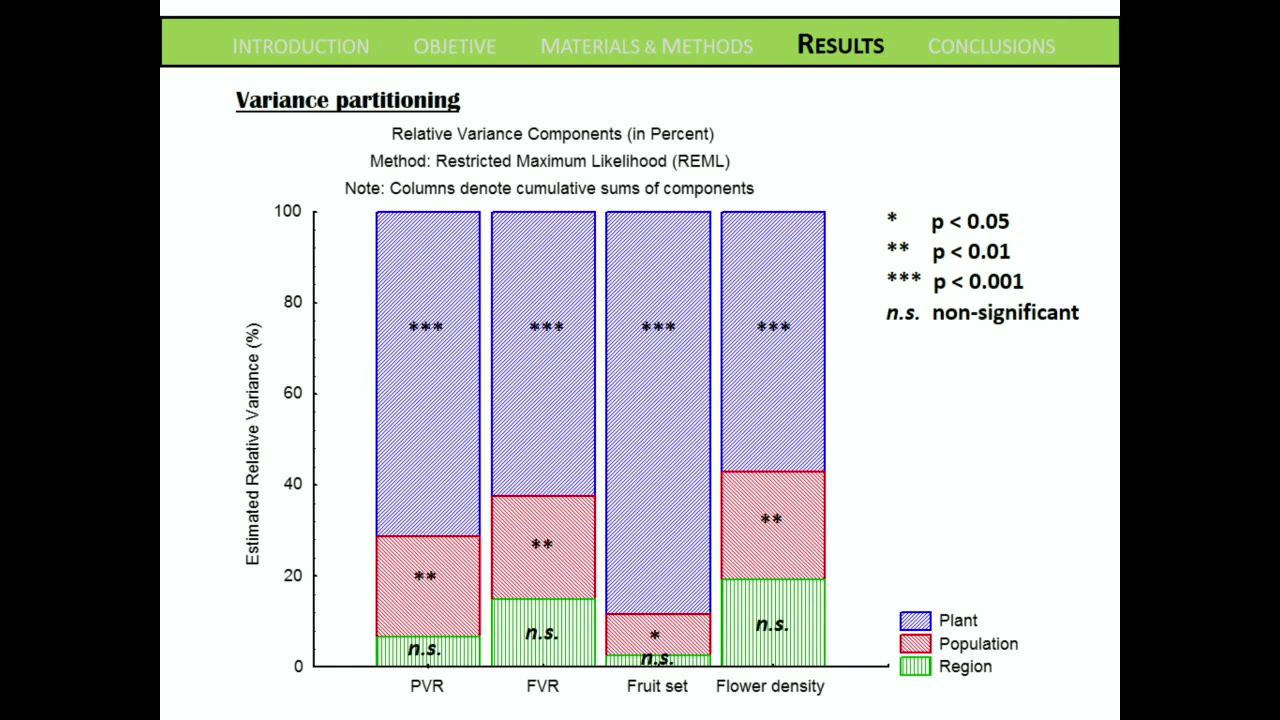 INTRODUCTION OBJETIVE MATERIALS & METHODS RESULTS CONCLUSIONS
Variance partitioning
Relative Variance Components (in Percent)
Method: Restricted Maximum Likelihood (REML)
Note: Columns denote cumulative sums of components
Estimated Relative Variance (%)
100
80
60
40
20
0
*** *** *** ***
** ** * **
n.s. n.s. n.s. n.s.
PVR FVR Fruit set Flower density
* p < 0.05
** p < 0.01
*** p < 0.001
n.s. non-significant
Plant
Population
Region